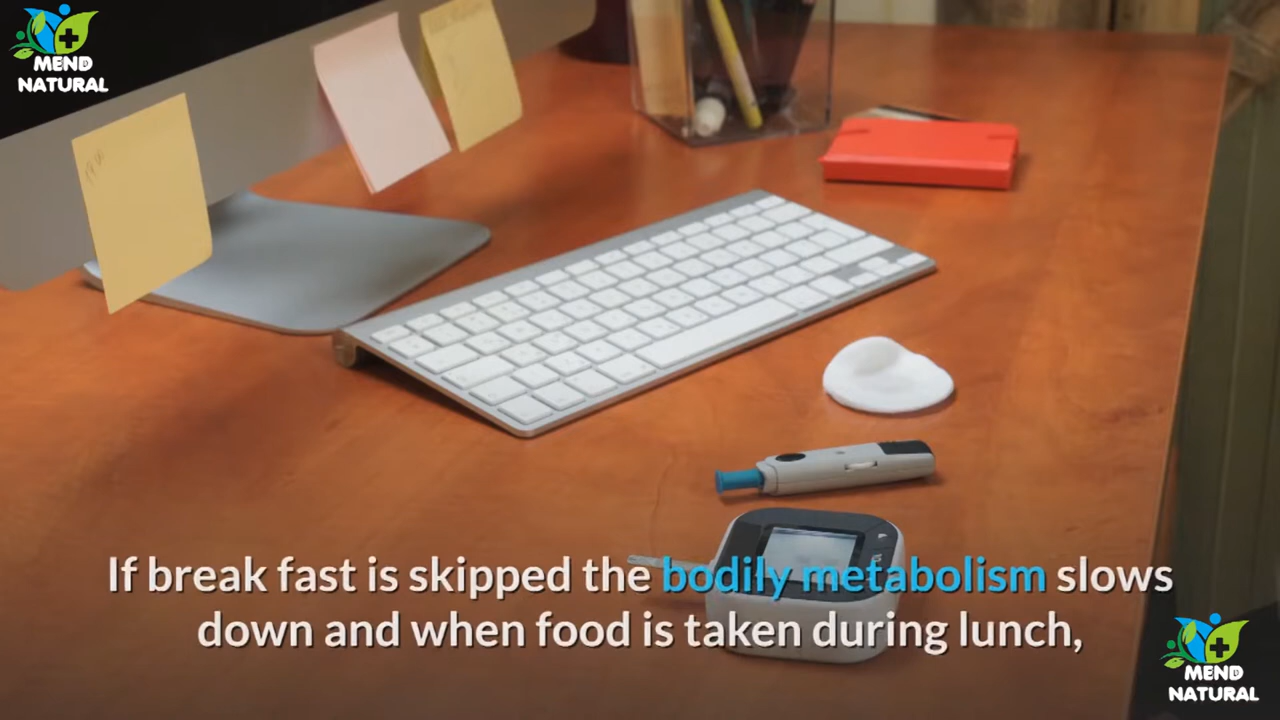 MEND
NATURAL
If break fast is skipped the bodily metabolism slows
down and when food is taken during lunch,
MEND
NATURAL